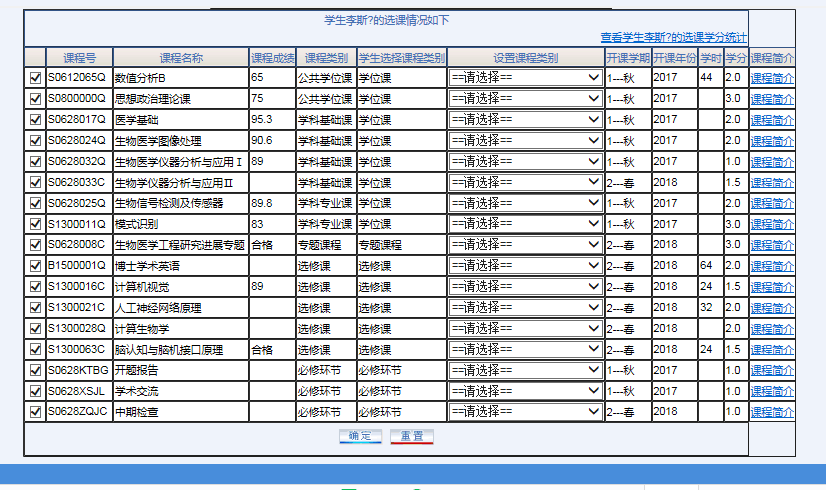 学生李斯?的选课情况如下
查看学生李斯?的选课学分统计
课程号 课程名称 课程成绩 课程类别 学生选择课程类别 设置课程类别 开课学期 开课年份 学时 学分 课程简介
S0612065Q 数值分析B 65 公共学位课 学位课 ==请选择== 1---秋 2017 44 2.0 课程简介
S0800000Q 思想政治理论课 75 公共学位课 学位课 ==请选择== 1---秋 2017 3.0 课程简介
S0628017Q 医学基础 95.3 学科基础课 学位课 ==请选择== 1---秋 2017 2.0 课程简介
S0628024Q 生物医学图像处理 90.6 学科基础课 学位课 ==请选择== 1---秋 2017 2.0 课程简介
S0628032Q 生物医学仪器分析与应用Ⅰ 89 学科基础课 学位课 ==请选择== 1---秋 2017 1.0 课程简介
S0628033C 生物学仪器分析与应用Ⅱ 学科基础课 学位课 ==请选择== 2---春 2018 1.5 课程简介
S0628025Q 生物信号检测及传感器 89.8 学科专业课 学位课 ==请选择== 1---秋 2017 2.0 课程简介
S1300011Q 模式识别 83 学科专业课 学位课 ==请选择== 1---秋 2017 3.0 课程简介
S0628008C 生物医学工程研究进展专题 合格 专题课程 专题课程 ==请选择== 2---春 2018 3.0 课程简介
B1500001Q 博士学术英语 选修课 选修课 ==请选择== 2---春 2018 64 2.0 课程简介
S1300016C 计算机视觉 89 选修课 选修课 ==请选择== 2---春 2018 24 1.5 课程简介
S1300021C 人工神经网络原理 选修课 选修课 ==请选择== 2---春 2018 32 2.0 课程简介
S1300028Q 计算生物学 选修课 选修课 ==请选择== 2---春 2018 2.0 课程简介
S1300063C 脑认知与脑机接口原理 合格 选修课 选修课 ==请选择== 2---春 2018 24 1.5 课程简介
S0628KTBG 开题报告 必修环节 必修环节 ==请选择== 1---秋 2017 1.0 课程简介
S0628XSJL 学术交流 必修环节 必修环节 ==请选择== 1---秋 2017 1.0 课程简介
S0628ZQJC 中期检查 必修环节 必修环节 ==请选择== 2---春 2018 1.0 课程简介
确 定 重 置